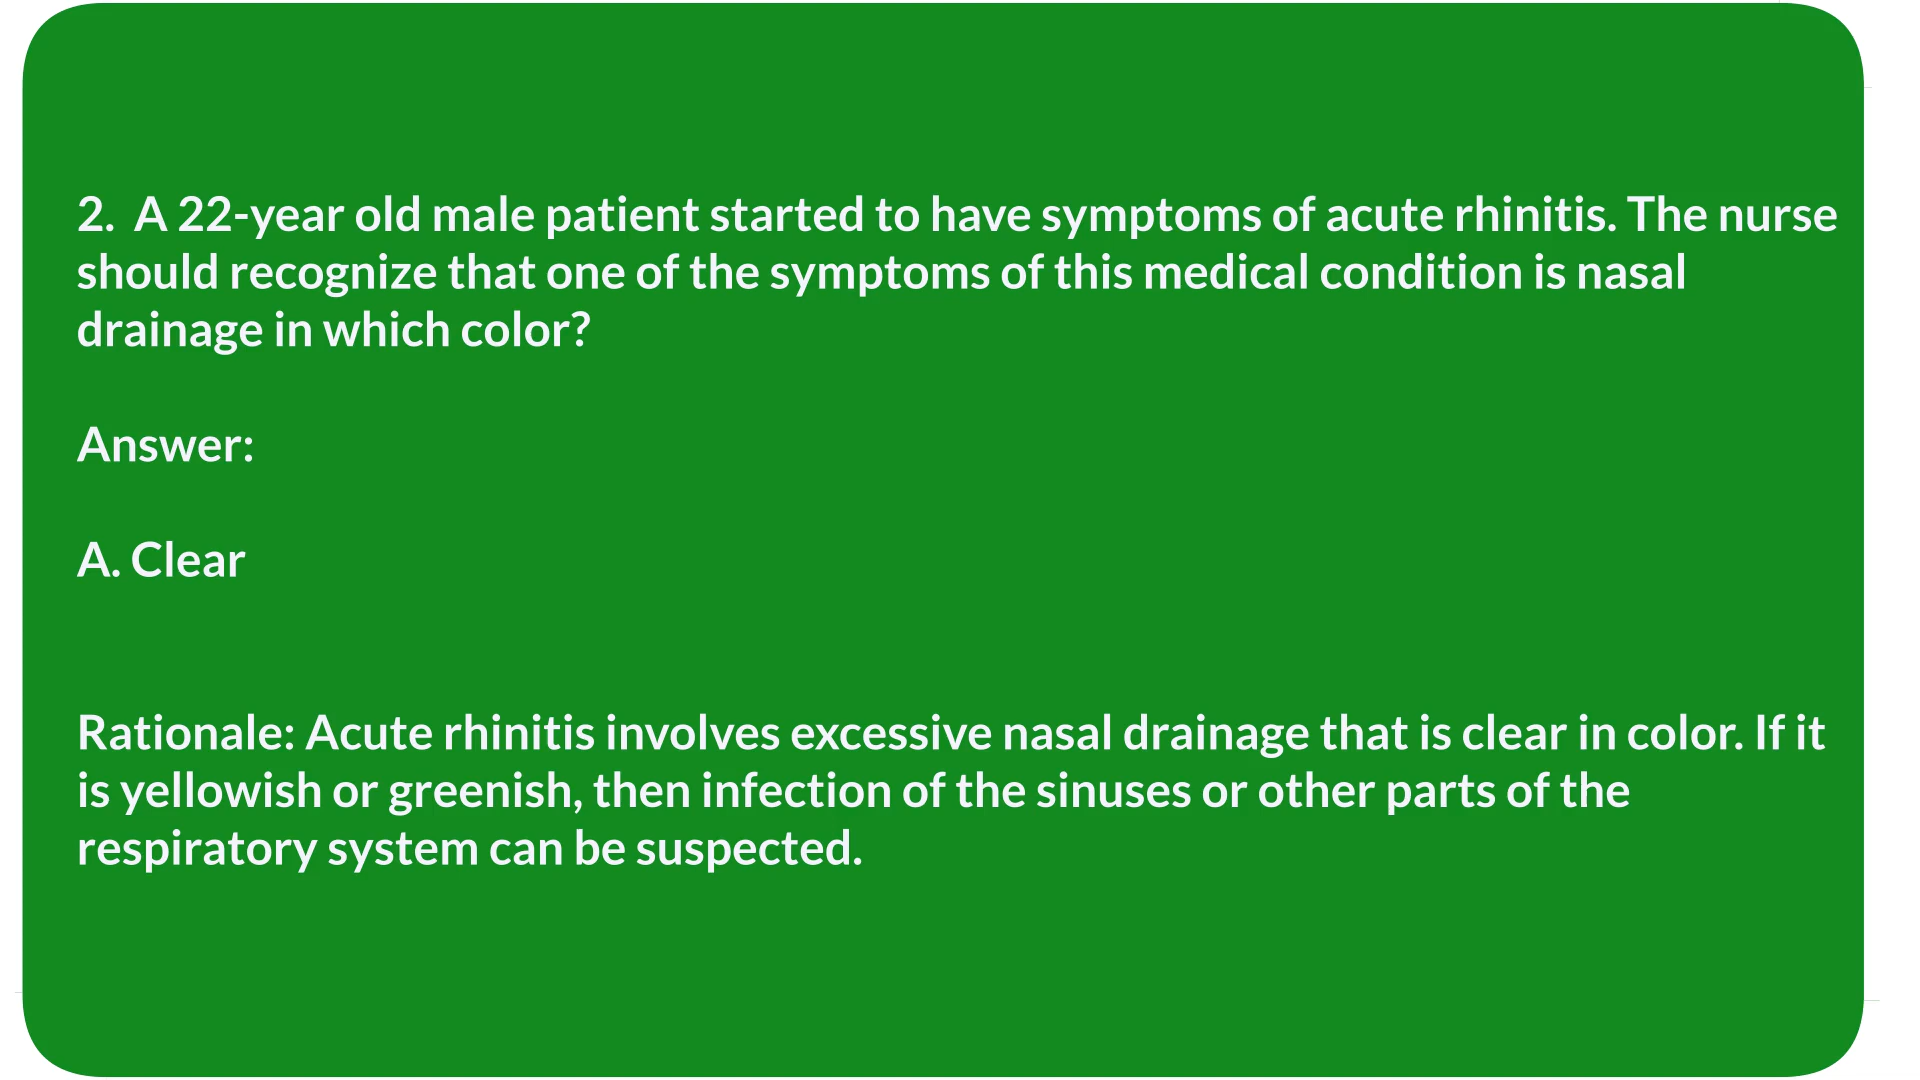 2. A 22-year old male patient started to have symptoms of acute rhinitis. The nurse
should recognize that one of the symptoms of this medical condition is nasal
drainage in which color?
Answer:
A. Clear
Rationale: Acute rhinitis involves excessive nasal drainage that is clear in color. If it
is yellowish or greenish, then infection of the sinuses or other parts of the
respiratory system can be suspected.